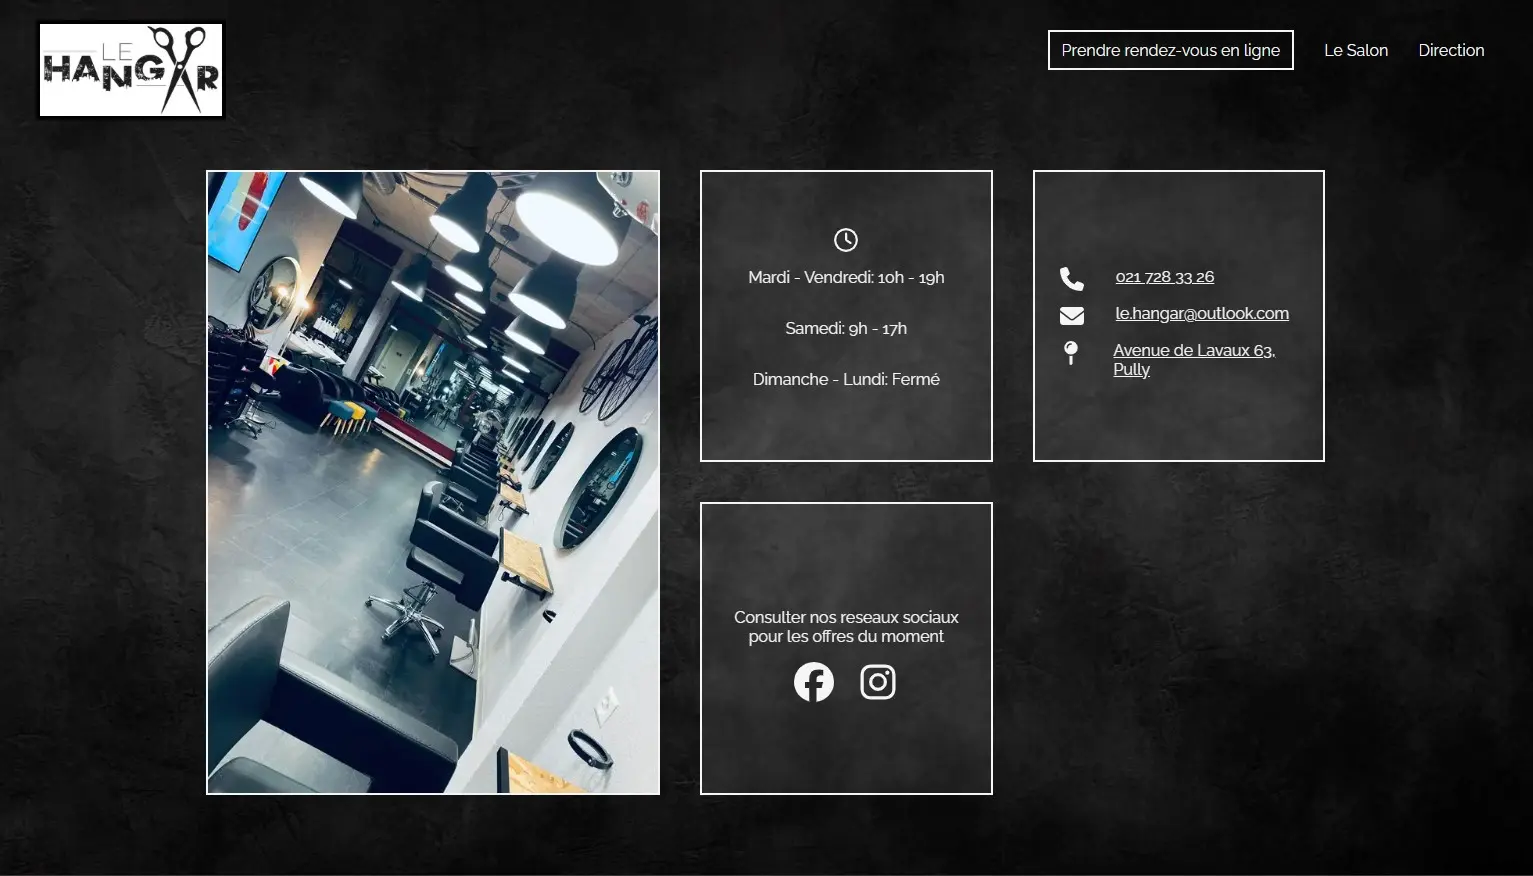 LE
HANGAR
Prendre rendez-vous en ligne
Le Salon
Direction
Mardi - Vendredi: 10h - 19h
Samedi: 9h - 17h
Dimanche - Lundi: Fermé
021 728 33 26
le.hangar@outlook.com
Avenue de Lavaux 63,
Pully
Consulter nos reseaux sociaux
pour les offres du moment